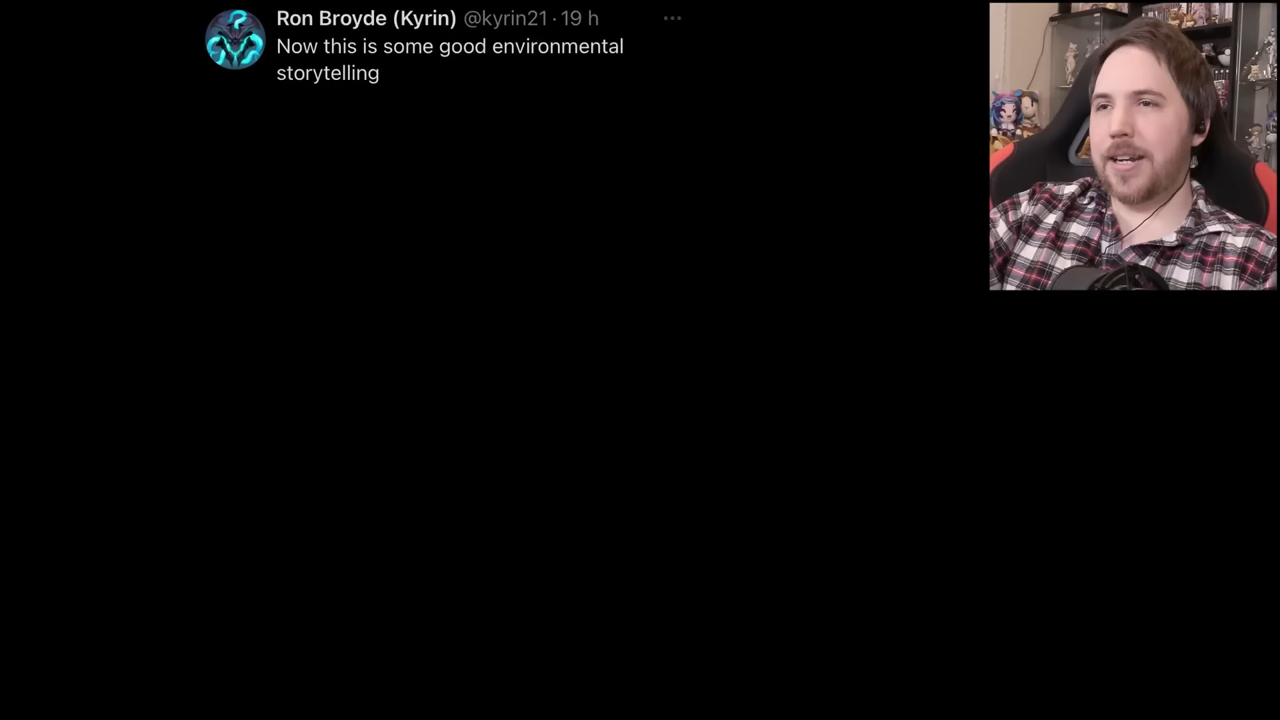 Ron Broyde (Kyrin) @kyrin21 · 19 h
Now this is some good environmental
storytelling